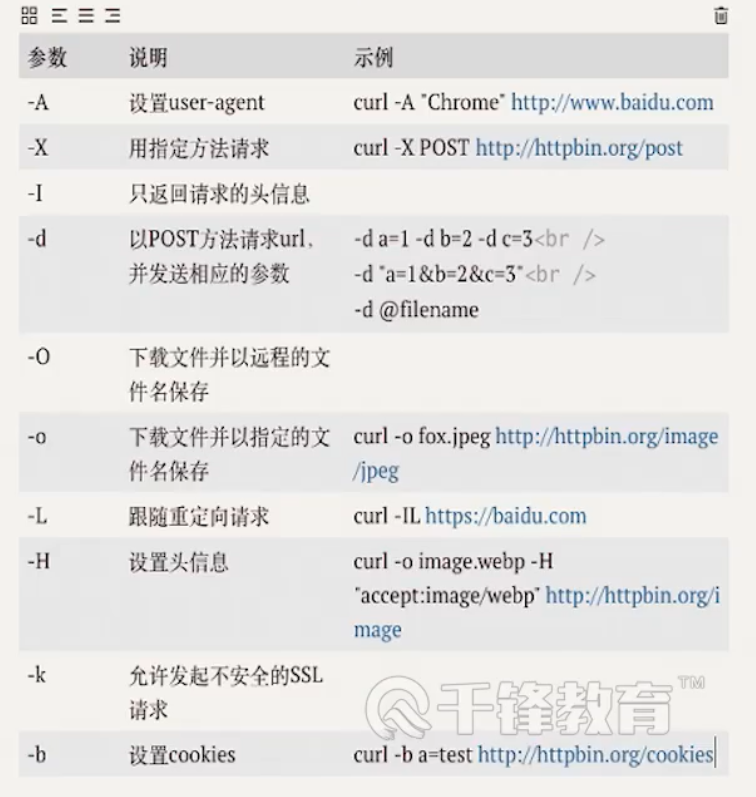 参数 说明 示例
-A 设置user-agent curl -A "Chrome" http://www.baidu.com
-X 用指定方法请求 curl -X POST http://httpbin.org/post
-I 只返回请求的头信息
-d 以POST方法请求url， -d a=1 -d b=2 -d c=3<br />
并发送相应的参数 -d "a=1&b=2&c=3"<br />
-d @filename
-O 下载文件并以远程的文
件名保存
-o 下载文件并以指定的文 curl -o fox.jpeg http://httpbin.org/image
件名保存 /jpeg
-L 跟随重定向请求 curl -IL https://baidu.com
-H 设置头信息 curl -o image.webp -H
"accept:image/webp" http://httpbin.org/i
mage
-k 允许发起不安全的SSL
请求
千锋教育™
-b 设置cookies curl -b a=test http://httpbin.org/cookies